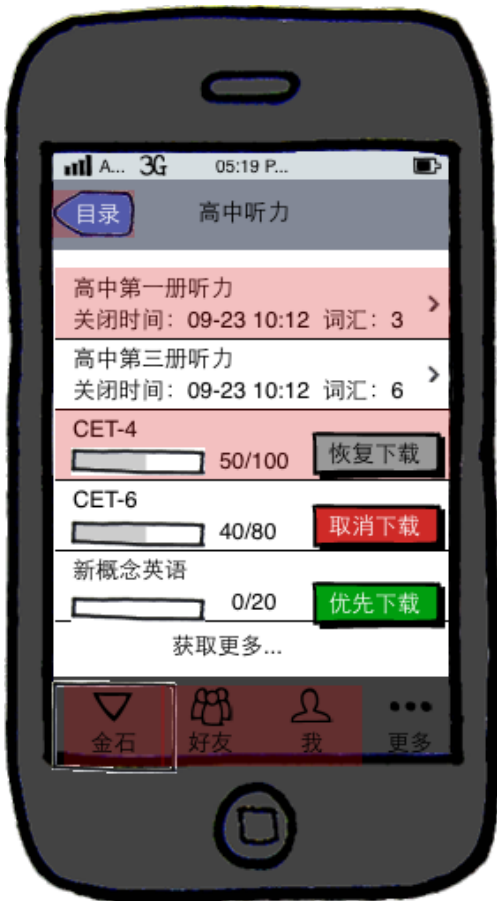 A... 3G 05:19 P...
目录 高中听力
高中第一册听力
关闭时间：09-23 10:12 词汇：3
高中第三册听力
关闭时间：09-23 10:12 词汇：6
CET-4
50/100 恢复下载
CET-6
40/80 取消下载
新概念英语
0/20 优先下载
获取更多...
金石 好友 我 更多